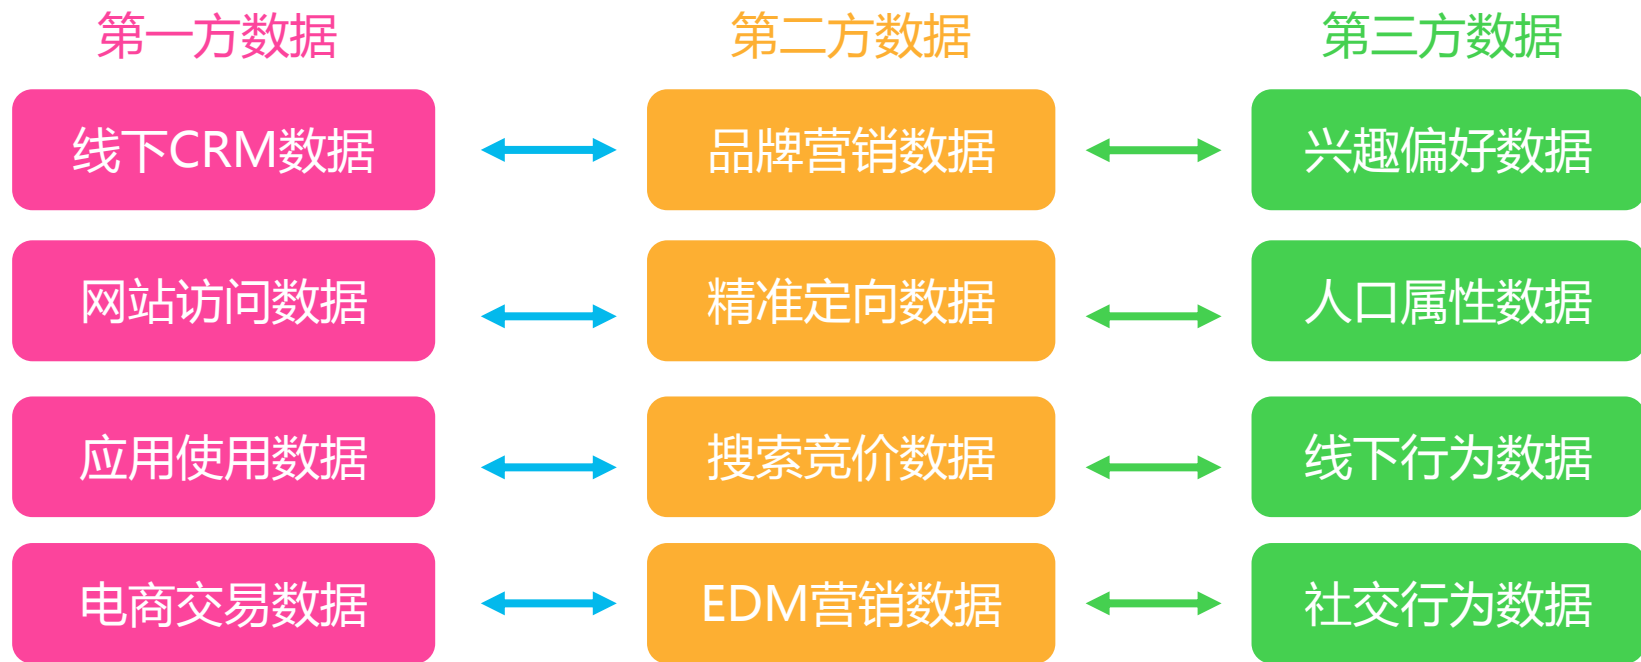 第一方数据
第二方数据
第三方数据
线下CRM数据
品牌营销数据
兴趣偏好数据
网站访问数据
精准定向数据
人口属性数据
应用使用数据
搜索竞价数据
线下行为数据
电商交易数据
EDM营销数据
社交行为数据